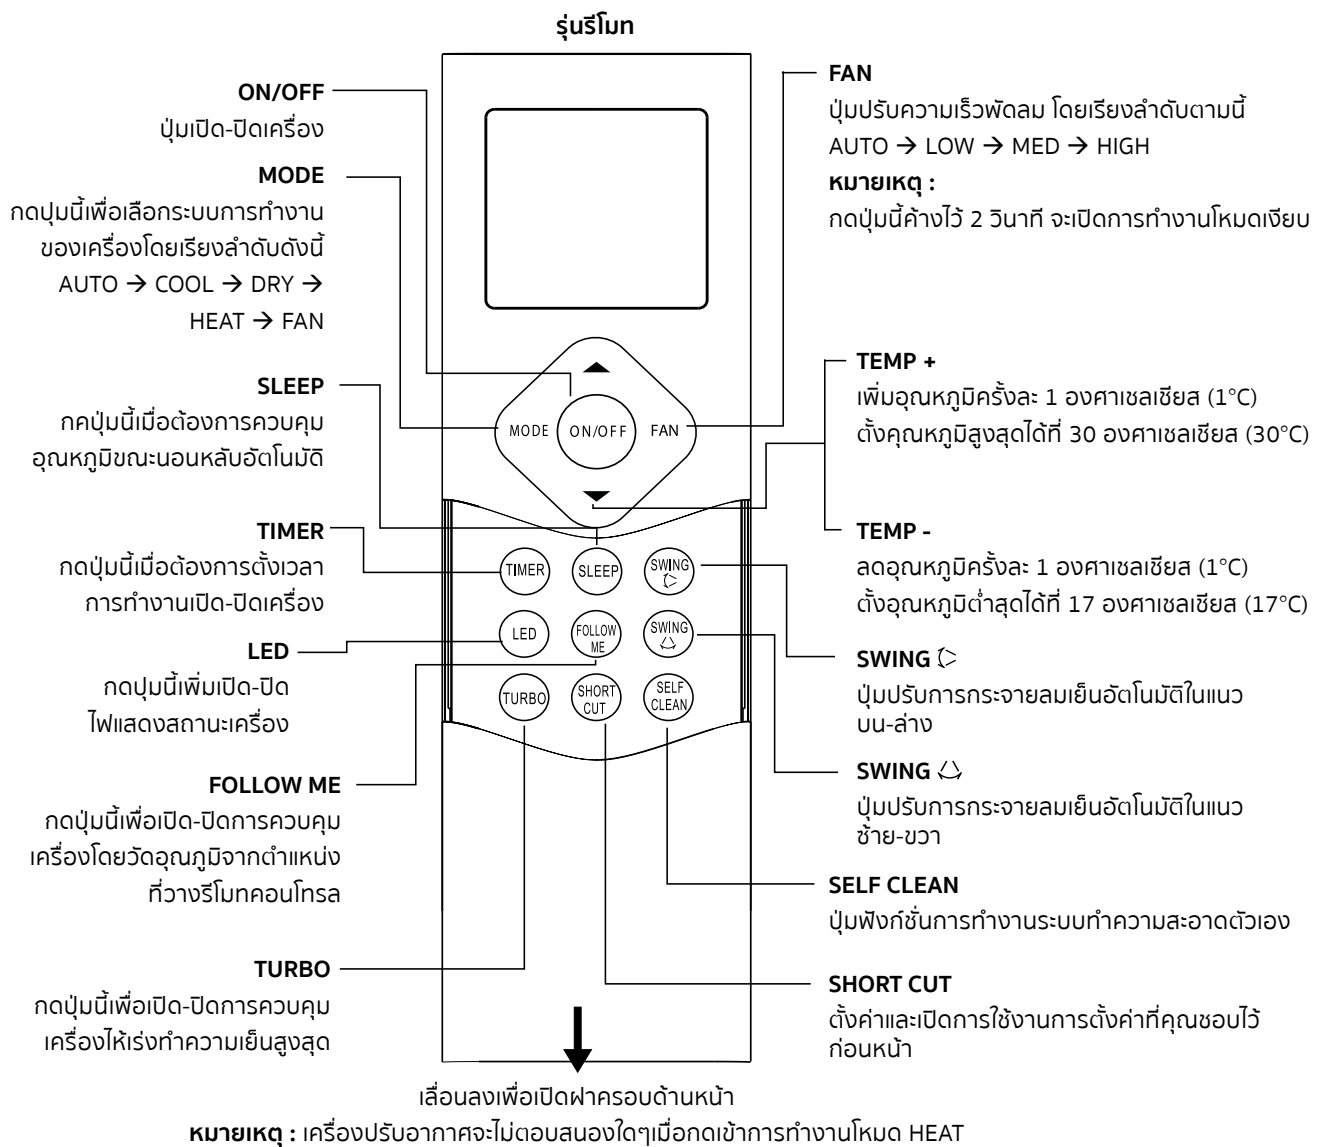 รุ่นรีโมท
ON/OFF
ปุ่มเปิด-ปิดเครื่อง
MODE
กดปุ่มนี้เพื่อเลือกระบบการทำงาน
ของเครื่องโดยเรียงลำดับดังนี้
AUTO → COOL → DRY →
HEAT → FAN
SLEEP
กคปุ่มนี้เมื่อต้องการควบคุม
อุณหภูมิขณะนอนหลับอัตโนมัติ
TIMER
กดปุ่มนี้เมื่อต้องการตั้งเวลา
การทำงานเปิด-ปิดเครื่อง
LED
กดปุ่มนี้เพิ่มเปิด-ปิด
ไฟแสดงสถานะเครื่อง
FOLLOW ME
กดปุ่มนี้เพื่อเปิด-ปิดการควบคุม
เครื่องโดยวัดอุณภูมิจากตำแหน่ง
ที่วางรีโมทคอนโทรล
TURBO
กดปุ่มนี้เพื่อเปิด-ปิดการควบคุม
เครื่องไห้เร่งทำความเย็นสูงสุด
MODE ON/OFF FAN
TIMER SLEEP SWING
LED FOLLOW ME SWING
TURBO SHORT CUT SELF CLEAN
FAN
ปุ่มปรับความเร็วพัดลม โดยเรียงลำดับตามนี้
AUTO → LOW → MED → HIGH
หมายเหตุ :
กดปุ่มนี้ค้างไว้ 2 วินาที จะเปิดการทำงานโหมดเงียบ
TEMP +
เพิ่มอุณหภูมิครั้งละ 1 องศาเซลเซียส (1°C)
ตั้งคุณหภูมิสูงสุดได้ที่ 30 องศาเซลเซียส (30°C)
TEMP -
ลดอุณหภูมิครั้งละ 1 องศาเซลเซียส (1°C)
ตั้งอุณหภูมิต่ำสุดได้ที่ 17 องศาเซลเซียส (17°C)
SWING
ปุ่มปรับการกระจายลมเย็นอัตโนมัติในแนว
บน-ล่าง
SWING
ปุ่มปรับการกระจายลมเย็นอัตโนมัติในแนว
ซ้าย-ขวา
SELF CLEAN
ปุ่มฟังก์ชั่นการทำงานระบบทำความสะอาดตัวเอง
SHORT CUT
ตั้งค่าและเปิดการใช้งานการตั้งค่าที่คุณชอบไว้
ก่อนหน้า
เลื่อนลงเพื่อเปิดฝาครอบด้านหน้า
หมายเหตุ : เครื่องปรับอากาศจะไม่ตอบสนองใดๆเมื่อกดเข้าการทำงานโหมด HEAT